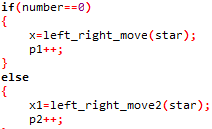 if(number==0)
{
x=left_right_move(star);
p1++;
}
else
{
x1=left_right_move2(star);
p2++;